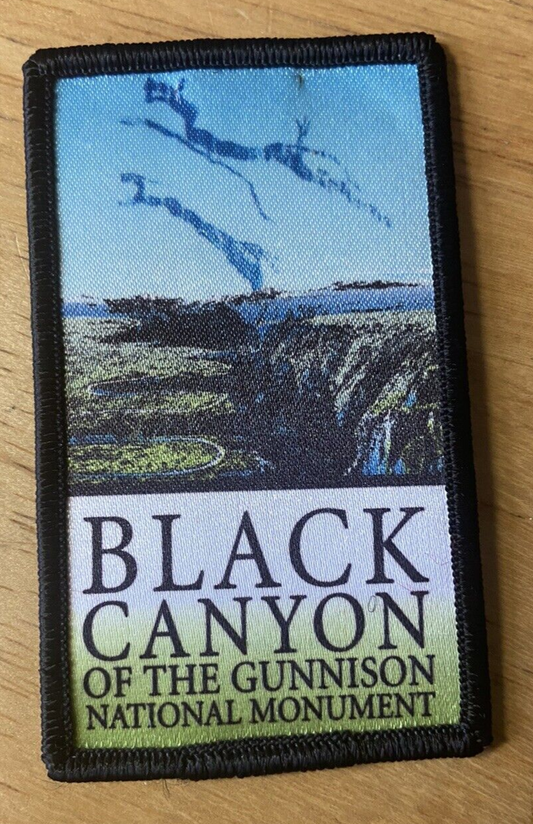 BLACK
CANYON
OF THE GUNNISON
NATIONAL MONUMENT